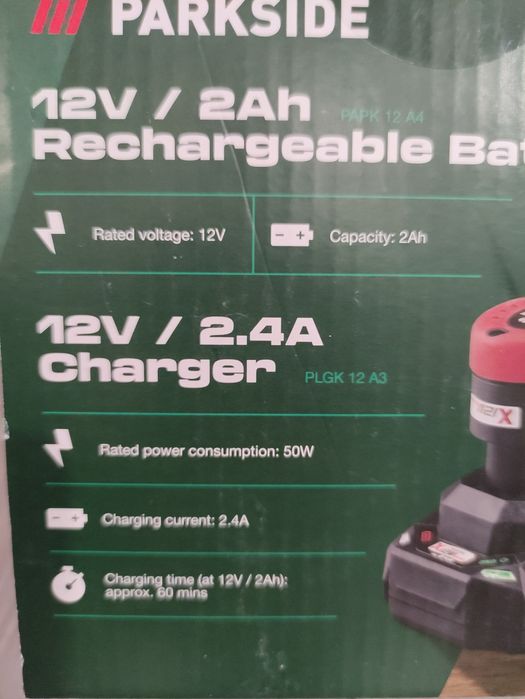 PARKSIDE
12V / 2Ah PAPK 12 A4
Rechargeable Bat
Rated voltage: 12V
Capacity: 2Ah
12V / 2.4A
Charger PLGK 12 A3
Rated power consumption: 50W
Charging current: 2.4A
Charging time (at 12V / 2Ah):
approx. 60 mins